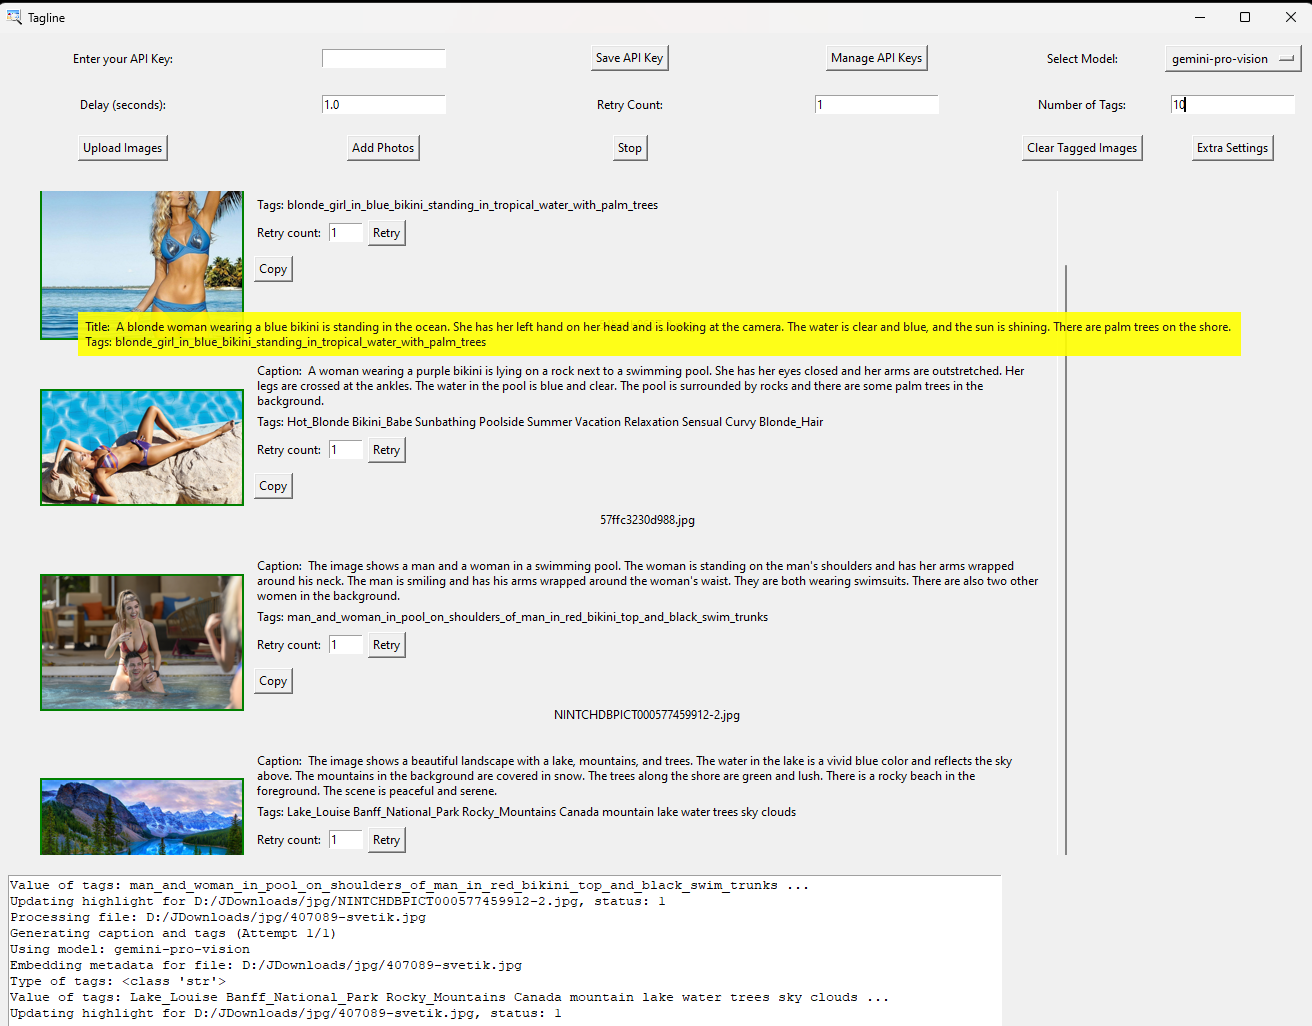 Tagline
Enter your API Key:
Save API Key
Manage API Keys
Select Model:
gemini-pro-vision
Delay (seconds):
1.0
Retry Count:
1
Number of Tags:
10
Upload Images
Add Photos
Stop
Clear Tagged Images
Extra Settings
Tags: blonde_girl_in_blue_bikini_standing_in_tropical_water_with_palm_trees
Retry count:
1
Retry
Copy
Title:  A blonde woman wearing a blue bikini is standing in the ocean. She has her left hand on her head and is looking at the camera. The water is clear and blue, and the sun is shining. There are palm trees on the shore.
Tags: blonde_girl_in_blue_bikini_standing_in_tropical_water_with_palm_trees
Caption:  A woman wearing a purple bikini is lying on a rock next to a swimming pool. She has her eyes closed and her arms are outstretched. Her
legs are crossed at the ankles. The water in the pool is blue and clear. The pool is surrounded by rocks and there are some palm trees in the
background.
Tags: Hot_Blonde Bikini_Babe Sunbathing Poolside Summer Vacation Relaxation Sensual Curvy Blonde_Hair
Retry count:
1
Retry
Copy
57ffc3230d988.jpg
Caption:  The image shows a man and a woman in a swimming pool. The woman is standing on the man's shoulders and has her arms wrapped
around his neck. The man is smiling and has his arms wrapped around the woman's waist. They are both wearing swimsuits. There are also two other
women in the background.
Tags: man_and_woman_in_pool_on_shoulders_of_man_in_red_bikini_top_and_black_swim_trunks
Retry count:
1
Retry
Copy
NINTCHDBPICT000577459912-2.jpg
Caption:  The image shows a beautiful landscape with a lake, mountains, and trees. The water in the lake is a vivid blue color and reflects the sky
above. The mountains in the background are covered in snow. The trees along the shore are green and lush. There is a rocky beach in the
foreground. The scene is peaceful and serene.
Tags: Lake_Louise Banff_National_Park Rocky_Mountains Canada mountain lake water trees sky clouds
Retry count:
1
Retry
Value of tags: man_and_woman_in_pool_on_shoulders_of_man_in_red_bikini_top_and_black_swim_trunks ...
Updating highlight for D:/JDownloads/jpg/NINTCHDBPICT000577459912-2.jpg, status: 1
Processing file: D:/JDownloads/jpg/407089-svetik.jpg
Generating caption and tags (Attempt 1/1)
Using model: gemini-pro-vision
Embedding metadata for file: D:/JDownloads/jpg/407089-svetik.jpg
Type of tags: <class 'str'>
Value of tags: Lake_Louise Banff_National_Park Rocky_Mountains Canada mountain lake water trees sky clouds ...
Updating highlight for D:/JDownloads/jpg/407089-svetik.jpg, status: 1